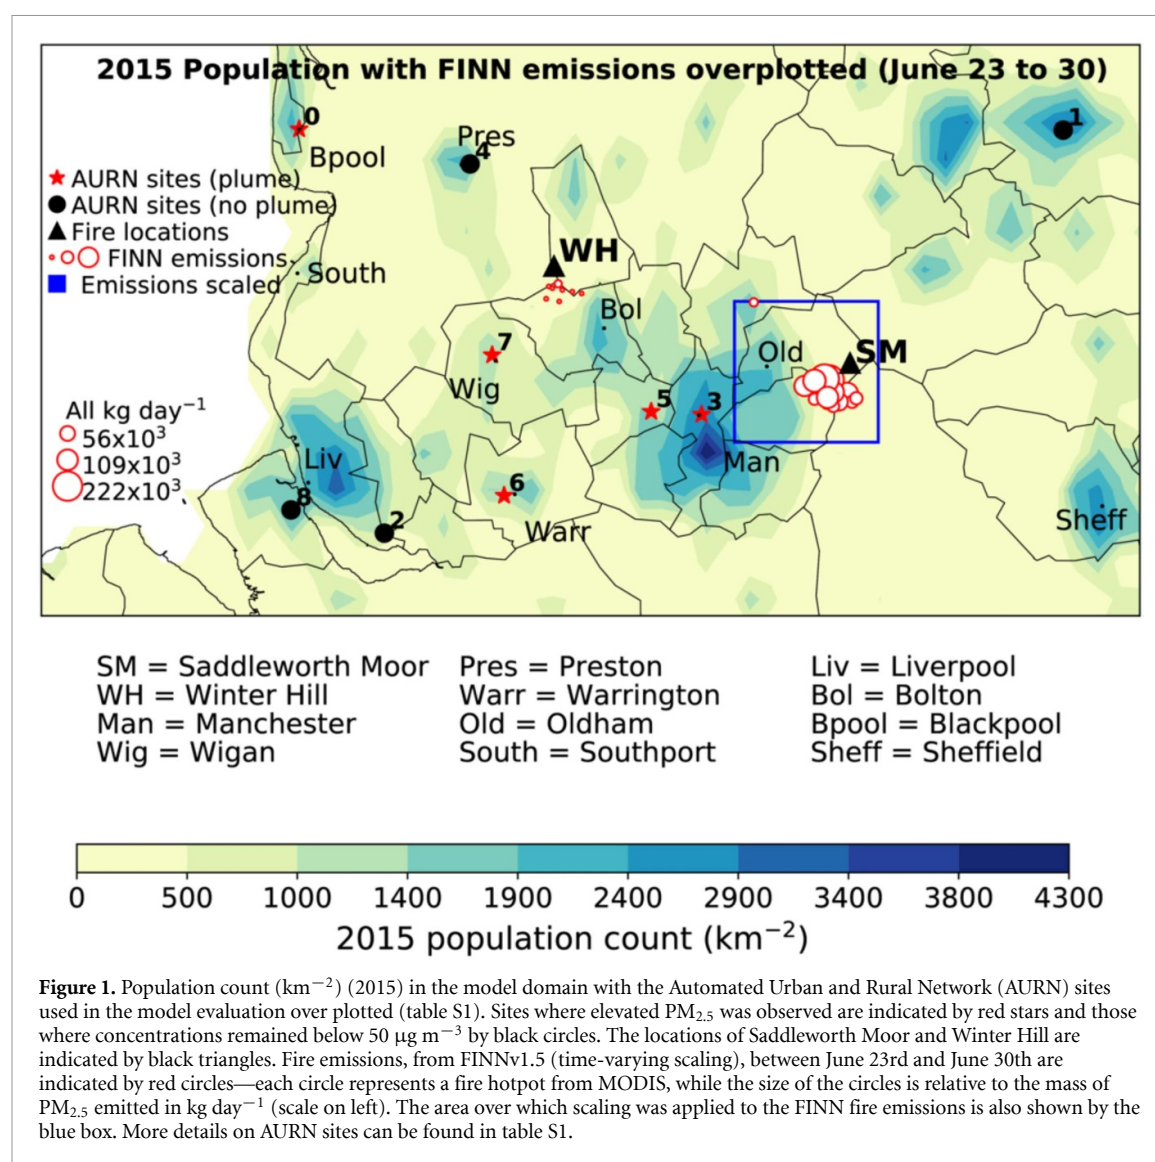 2015 Population with FINN emissions overplotted (June 23 to 30)
0
1
Bpool
Pres
4
AURN sites (plume)
AURN sites (no plume)
Fire locations
FINN emissions
Emissions scaled
South
WH
Bol
7
Wig
Old
SM
5
3
Man
All kg day⁻¹
56x10³
109x10³
222x10³
Liv
8
2
6
Warr
Sheff
SM = Saddleworth Moor
WH = Winter Hill
Man = Manchester
Wig = Wigan
Pres = Preston
Warr = Warrington
Old = Oldham
South = Southport
Liv = Liverpool
Bol = Bolton
Bpool = Blackpool
Sheff = Sheffield
0 500 1000 1400 1900 2400 2900 3400 3800 4300
2015 population count (km⁻²)
Figure 1. Population count (km⁻²) (2015) in the model domain with the Automated Urban and Rural Network (AURN) sites
used in the model evaluation over plotted (table S1). Sites where elevated PM₂.₅ was observed are indicated by red stars and those
where concentrations remained below 50 μg m⁻³ by black circles. The locations of Saddleworth Moor and Winter Hill are
indicated by black triangles. Fire emissions, from FINNv1.5 (time-varying scaling), between June 23rd and June 30th are
indicated by red circles—each circle represents a fire hotpot from MODIS, while the size of the circles is relative to the mass of
PM₂.₅ emitted in kg day⁻¹ (scale on left). The area over which scaling was applied to the FINN fire emissions is also shown by the
blue box. More details on AURN sites can be found in table S1.